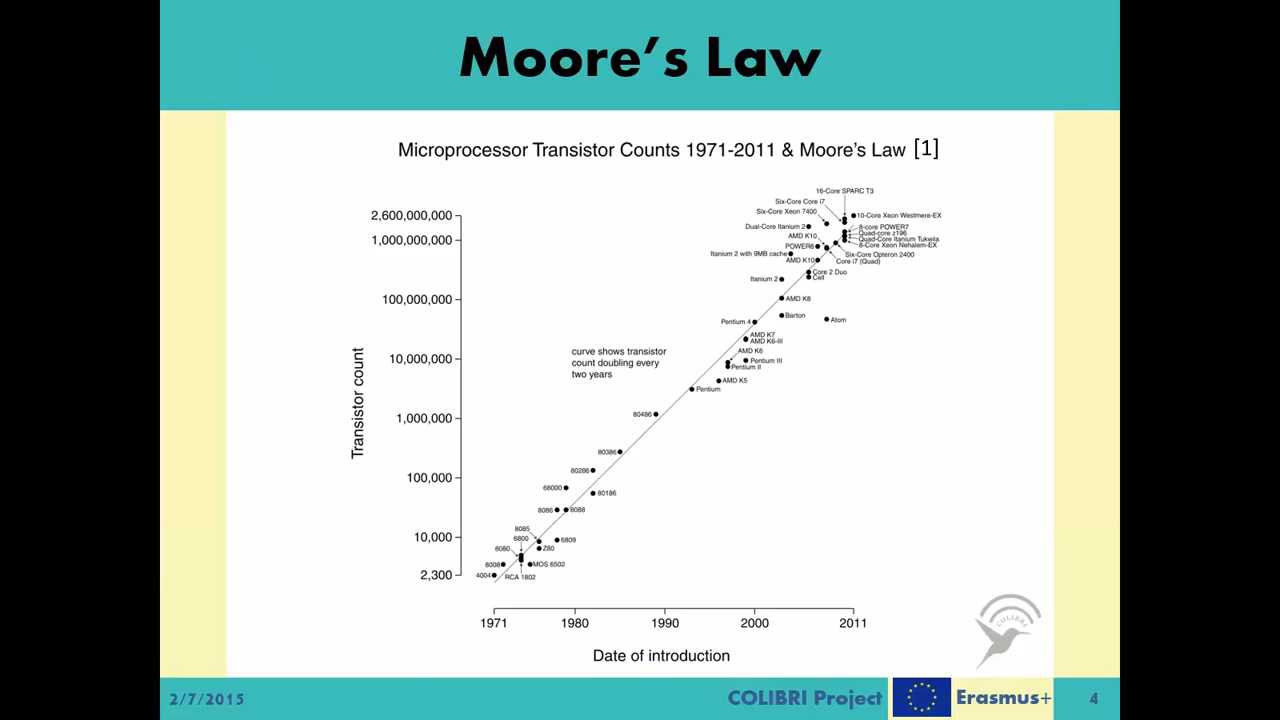 Moore's Law
Microprocessor Transistor Counts 1971-2011 & Moore's Law [1]
16-Core SPARC T3
Six-Core Core i7
Six-Core Xeon 7400
2,600,000,000
10-Core Xeon Westmere-EX
Dual-Core Itanium 2
8-core POWER7
Quad-core z196
AMD K10
1,000,000,000
Quad-Core Itanium Tukwila
8-Core Xeon Nehalem-EX
POWER6
Itanium 2 with 9MB cache
Six-Core Opteron 2400
AMD K10
Core i7 (Quad)
Core 2 Duo
Cell
Itanium 2
100,000,000
AMD K8
Barton
Atom
Pentium 4
AMD K7
AMD K6-III
curve shows transistor
count doubling every
two years
AMD K6
10,000,000
Pentium III
Pentium II
AMD K5
Pentium
Transistor count
80486
1,000,000
80386
80286
100,000
68000
80186
8086
8088
8085
6800
10,000
6809
8080
Z80
8008
MOS 6502
2,300
4004
RCA 1802
1971
1980
1990
2000
2011
Date of introduction
COLIBRI
2/7/2015
COLIBRI Project
Erasmus+
4